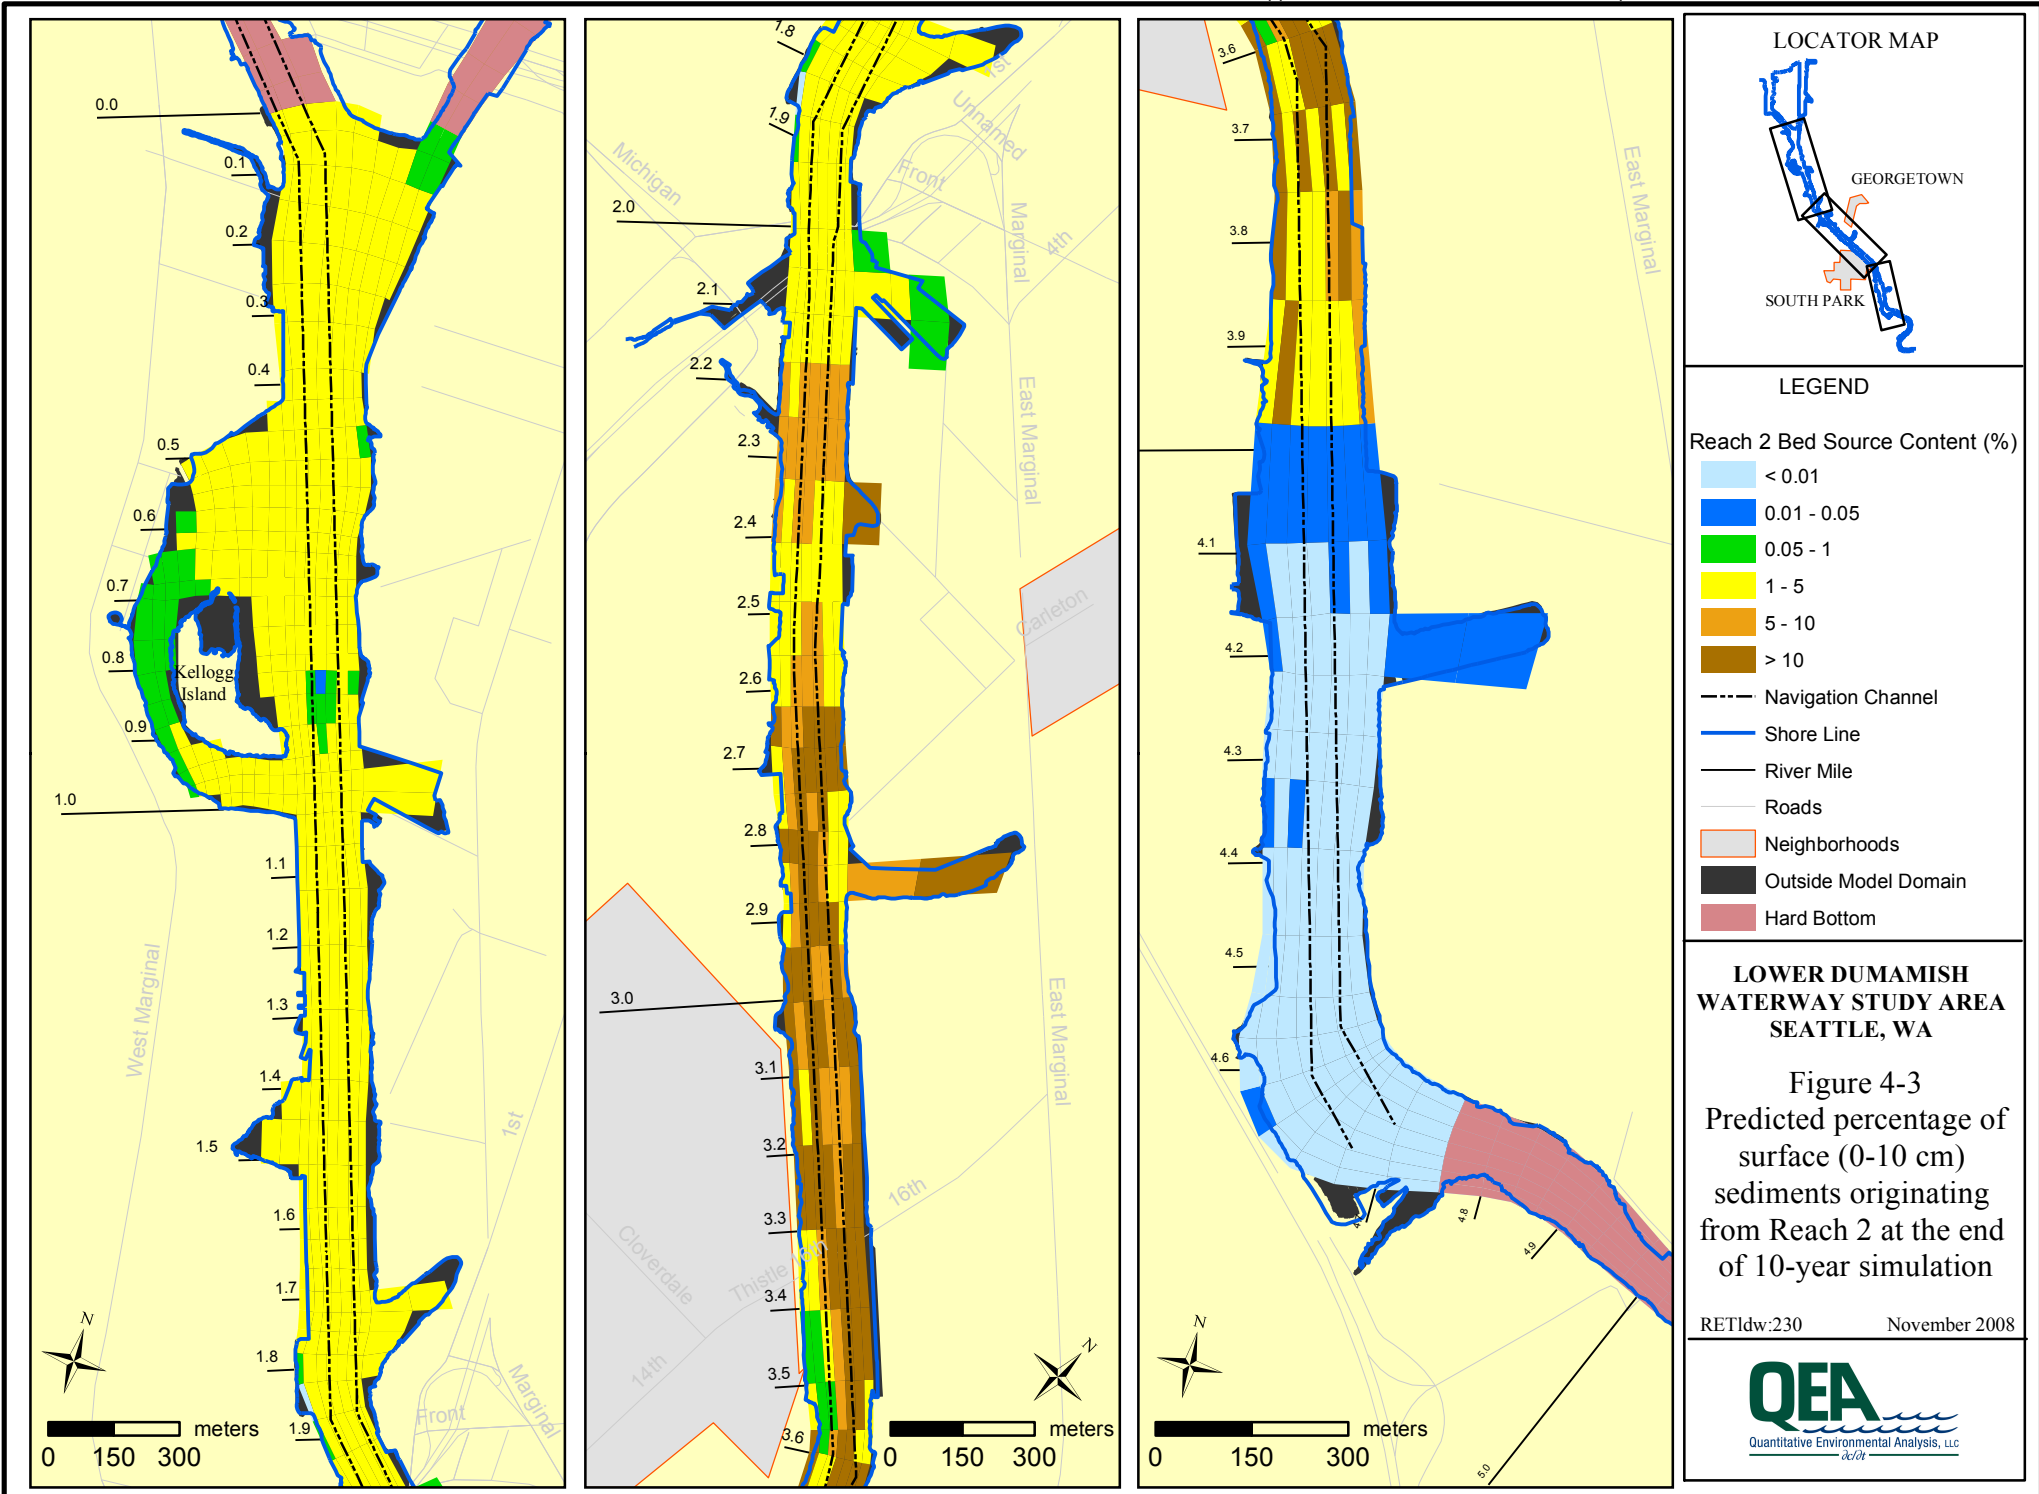 0.0
0.1
0.2
0.3
0.4
0.5
0.6
0.7
0.8
Kellogg
Island
0.9
1.0
1.1
1.2
1.3
1.4
1.5
1.6
1.7
1.8
1.9
West Marginal
1st
Front
Marginal
N
meters
0 150 300
1.8
1.9
2.0
2.1
2.2
2.3
2.4
2.5
2.6
2.7
2.8
2.9
3.0
3.1
3.2
3.3
3.4
3.5
3.6
Michigan
1st
Unnamed
Front
Marginal
4th
East Marginal
Carleton
East Marginal
16th
Cloverdale
Thistle 16th
14th
N
meters
0 150 300
3.6
3.7
3.8
3.9
4.1
4.2
4.3
4.4
4.5
4.6
4.8
4.9
5.0
East Marginal
N
meters
0 150 300
LOCATOR MAP
GEORGETOWN
SOUTH PARK
LEGEND
Reach 2 Bed Source Content (%)
< 0.01
0.01 - 0.05
0.05 - 1
1 - 5
5 - 10
> 10
Navigation Channel
Shore Line
River Mile
Roads
Neighborhoods
Outside Model Domain
Hard Bottom
LOWER DUMAMISH
WATERWAY STUDY AREA
SEATTLE, WA
Figure 4-3
Predicted percentage of
surface (0-10 cm)
sediments originating
from Reach 2 at the end
of 10-year simulation
RETldw:230 November 2008
QEA
Quantitative Environmental Analysis, LLC
∂c/∂t